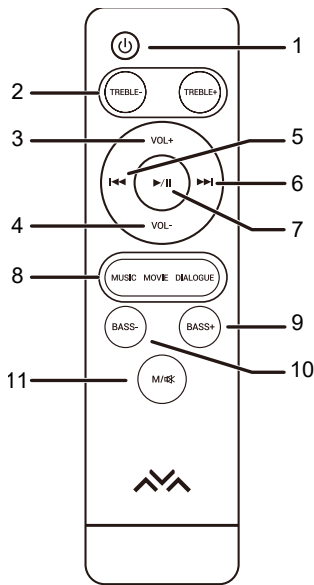 1
2 TREBLE- TREBLE+
3 VOL+ 5
6
4 VOL- 7
8 MUSIC MOVIE DIALOGUE
BASS- BASS+ 9
10
11 M/